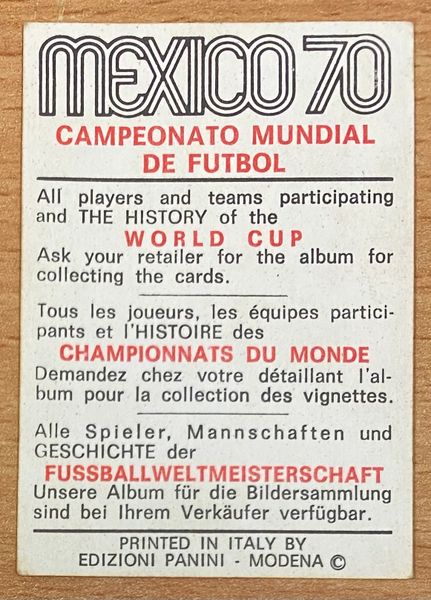 MEXICO 70
CAMPEONATO MUNDIAL
DE FUTBOL
All players and teams participating
and THE HISTORY of the
WORLD CUP
Ask your retailer for the album for
collecting the cards.
Tous les joueurs, les équipes partici-
pants et l'HISTOIRE des
CHAMPIONNATS DU MONDE
Demandez chez votre détaillant l'al-
bum pour la collection des vignettes.
Alle Spieler, Mannschaften und
GESCHICHTE der
FUSSBALLWELTMEISTERSCHAFT
Unsere Album für die Bildersammlung
sind bei Ihrem Verkäufer verfügbar.
PRINTED IN ITALY BY
EDIZIONI PANINI - MODENA ©